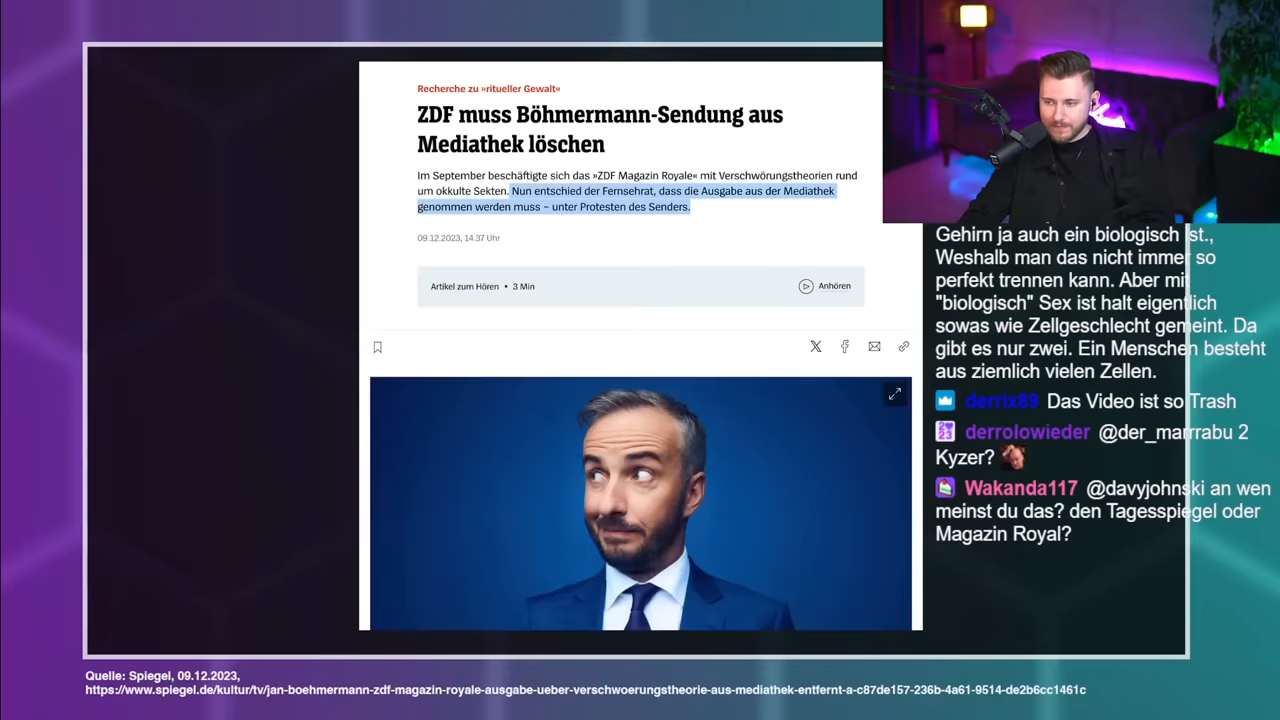 Recherche zu »ritueller Gewalt«
ZDF muss Böhmermann-Sendung aus
Mediathek löschen
Im September beschäftigte sich das »ZDF Magazin Royale« mit Verschwörungstheorien rund
um okkulte Sekten. Nun entschied der Fernsehrat, dass die Ausgabe aus der Mediathek
genommen werden muss – unter Protesten des Senders.
09.12.2023, 14.37 Uhr
Artikel zum Hören • 3 Min
Anhören
Gehirn ja auch ein biologisch ist.,
Weshalb man das nicht immer so
perfekt trennen kann. Aber mit
"biologisch" Sex ist halt eigentlich
sowas wie Zellgeschlecht gemeint. Da
gibt es nur zwei. Ein Menschen besteht
aus ziemlich vielen Zellen.
derrix89 Das Video ist so Trash
derrolowieder @der_marrrabu 2
Kyzer?
Wakanda117 @davyjohnski an wen
meinst du das? den Tagesspiegel oder
Magazin Royal?
Quelle: Spiegel, 09.12.2023,
https://www.spiegel.de/kultur/tv/jan-boehmermann-zdf-magazin-royale-ausgabe-ueber-verschwoerungstheorie-aus-mediathek-entfernt-a-c87de157-236b-4a61-9514-de2b6cc1461c